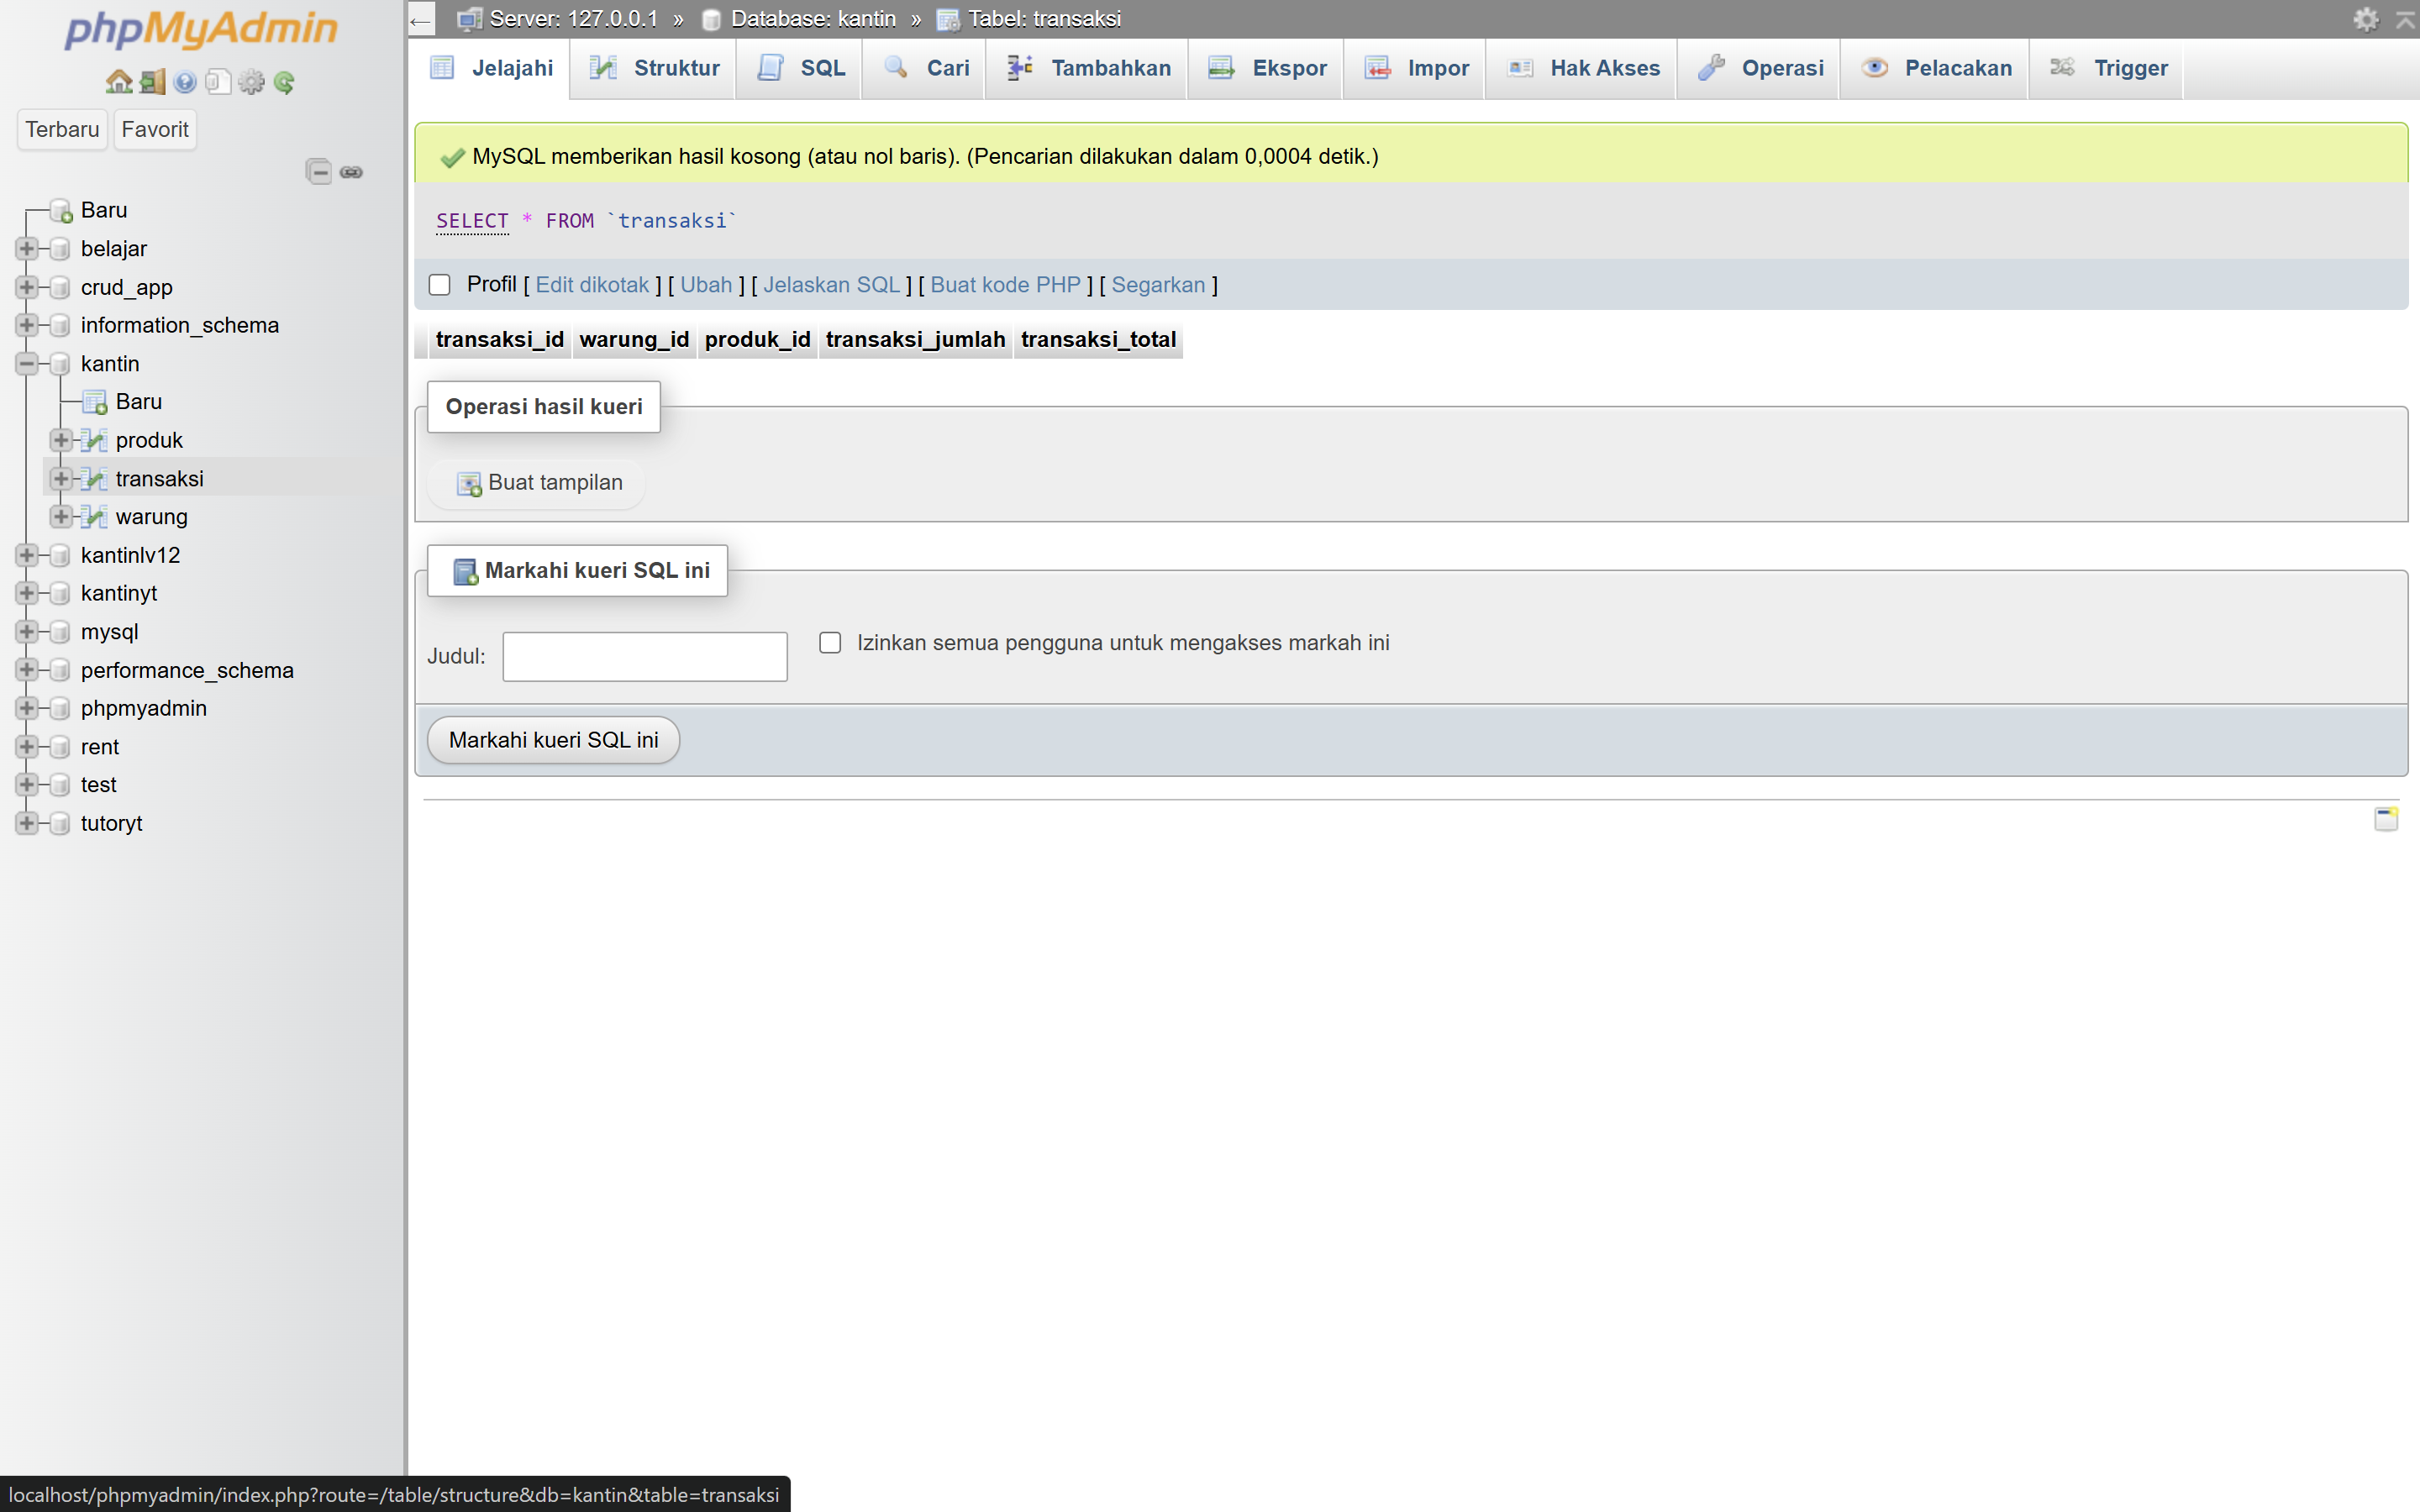 phpMyAdmin
Terbaru Favorit
Baru
belajar
crud_app
information_schema
kantin
Baru
produk
transaksi
warung
kantinlv12
kantinyt
mysql
performance_schema
phpmyadmin
rent
test
tutoryt
← Server: 127.0.0.1 » Database: kantin » Tabel: transaksi
Jelajahi Struktur SQL Cari Tambahkan Ekspor Impor Hak Akses Operasi Pelacakan Trigger
MySQL memberikan hasil kosong (atau nol baris). (Pencarian dilakukan dalam 0,0004 detik.)
SELECT * FROM `transaksi`
Profil [ Edit dikotak ] [ Ubah ] [ Jelaskan SQL ] [ Buat kode PHP ] [ Segarkan ]
transaksi_id warung_id produk_id transaksi_jumlah transaksi_total
Operasi hasil kueri
Buat tampilan
Markahi kueri SQL ini
Judul: Izinkan semua pengguna untuk mengakses markah ini
Markahi kueri SQL ini
localhost/phpmyadmin/index.php?route=/table/structure&db=kantin&table=transaksi